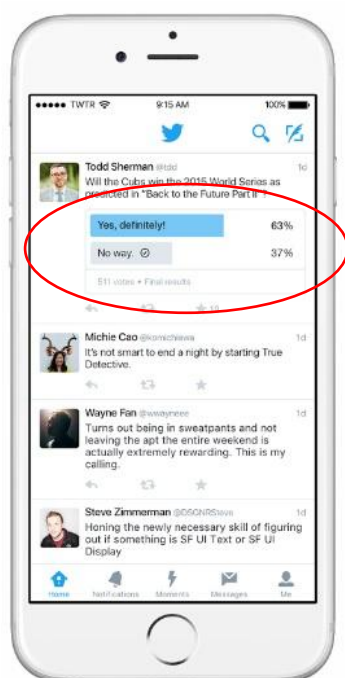 TWTR 9:15 AM 100%
Todd Sherman @tdd 1d
Will the Cubs win the 2015 World Series as
predicted in "Back to the Future Part II"?
Yes, definitely! 63%
No way. 37%
511 votes • Final results
Michie Cao @komichiewa 1d
It's not smart to end a night by starting True
Detective.
Wayne Fan @wwayneee 1d
Turns out being in sweatpants and not
leaving the apt the entire weekend is
actually extremely rewarding. This is my
calling.
Steve Zimmerman @DSGNRSteve 1d
Honing the newly necessary skill of figuring
out if something is SF UI Text or SF UI
Display
Home Notifications Moments Messages Me